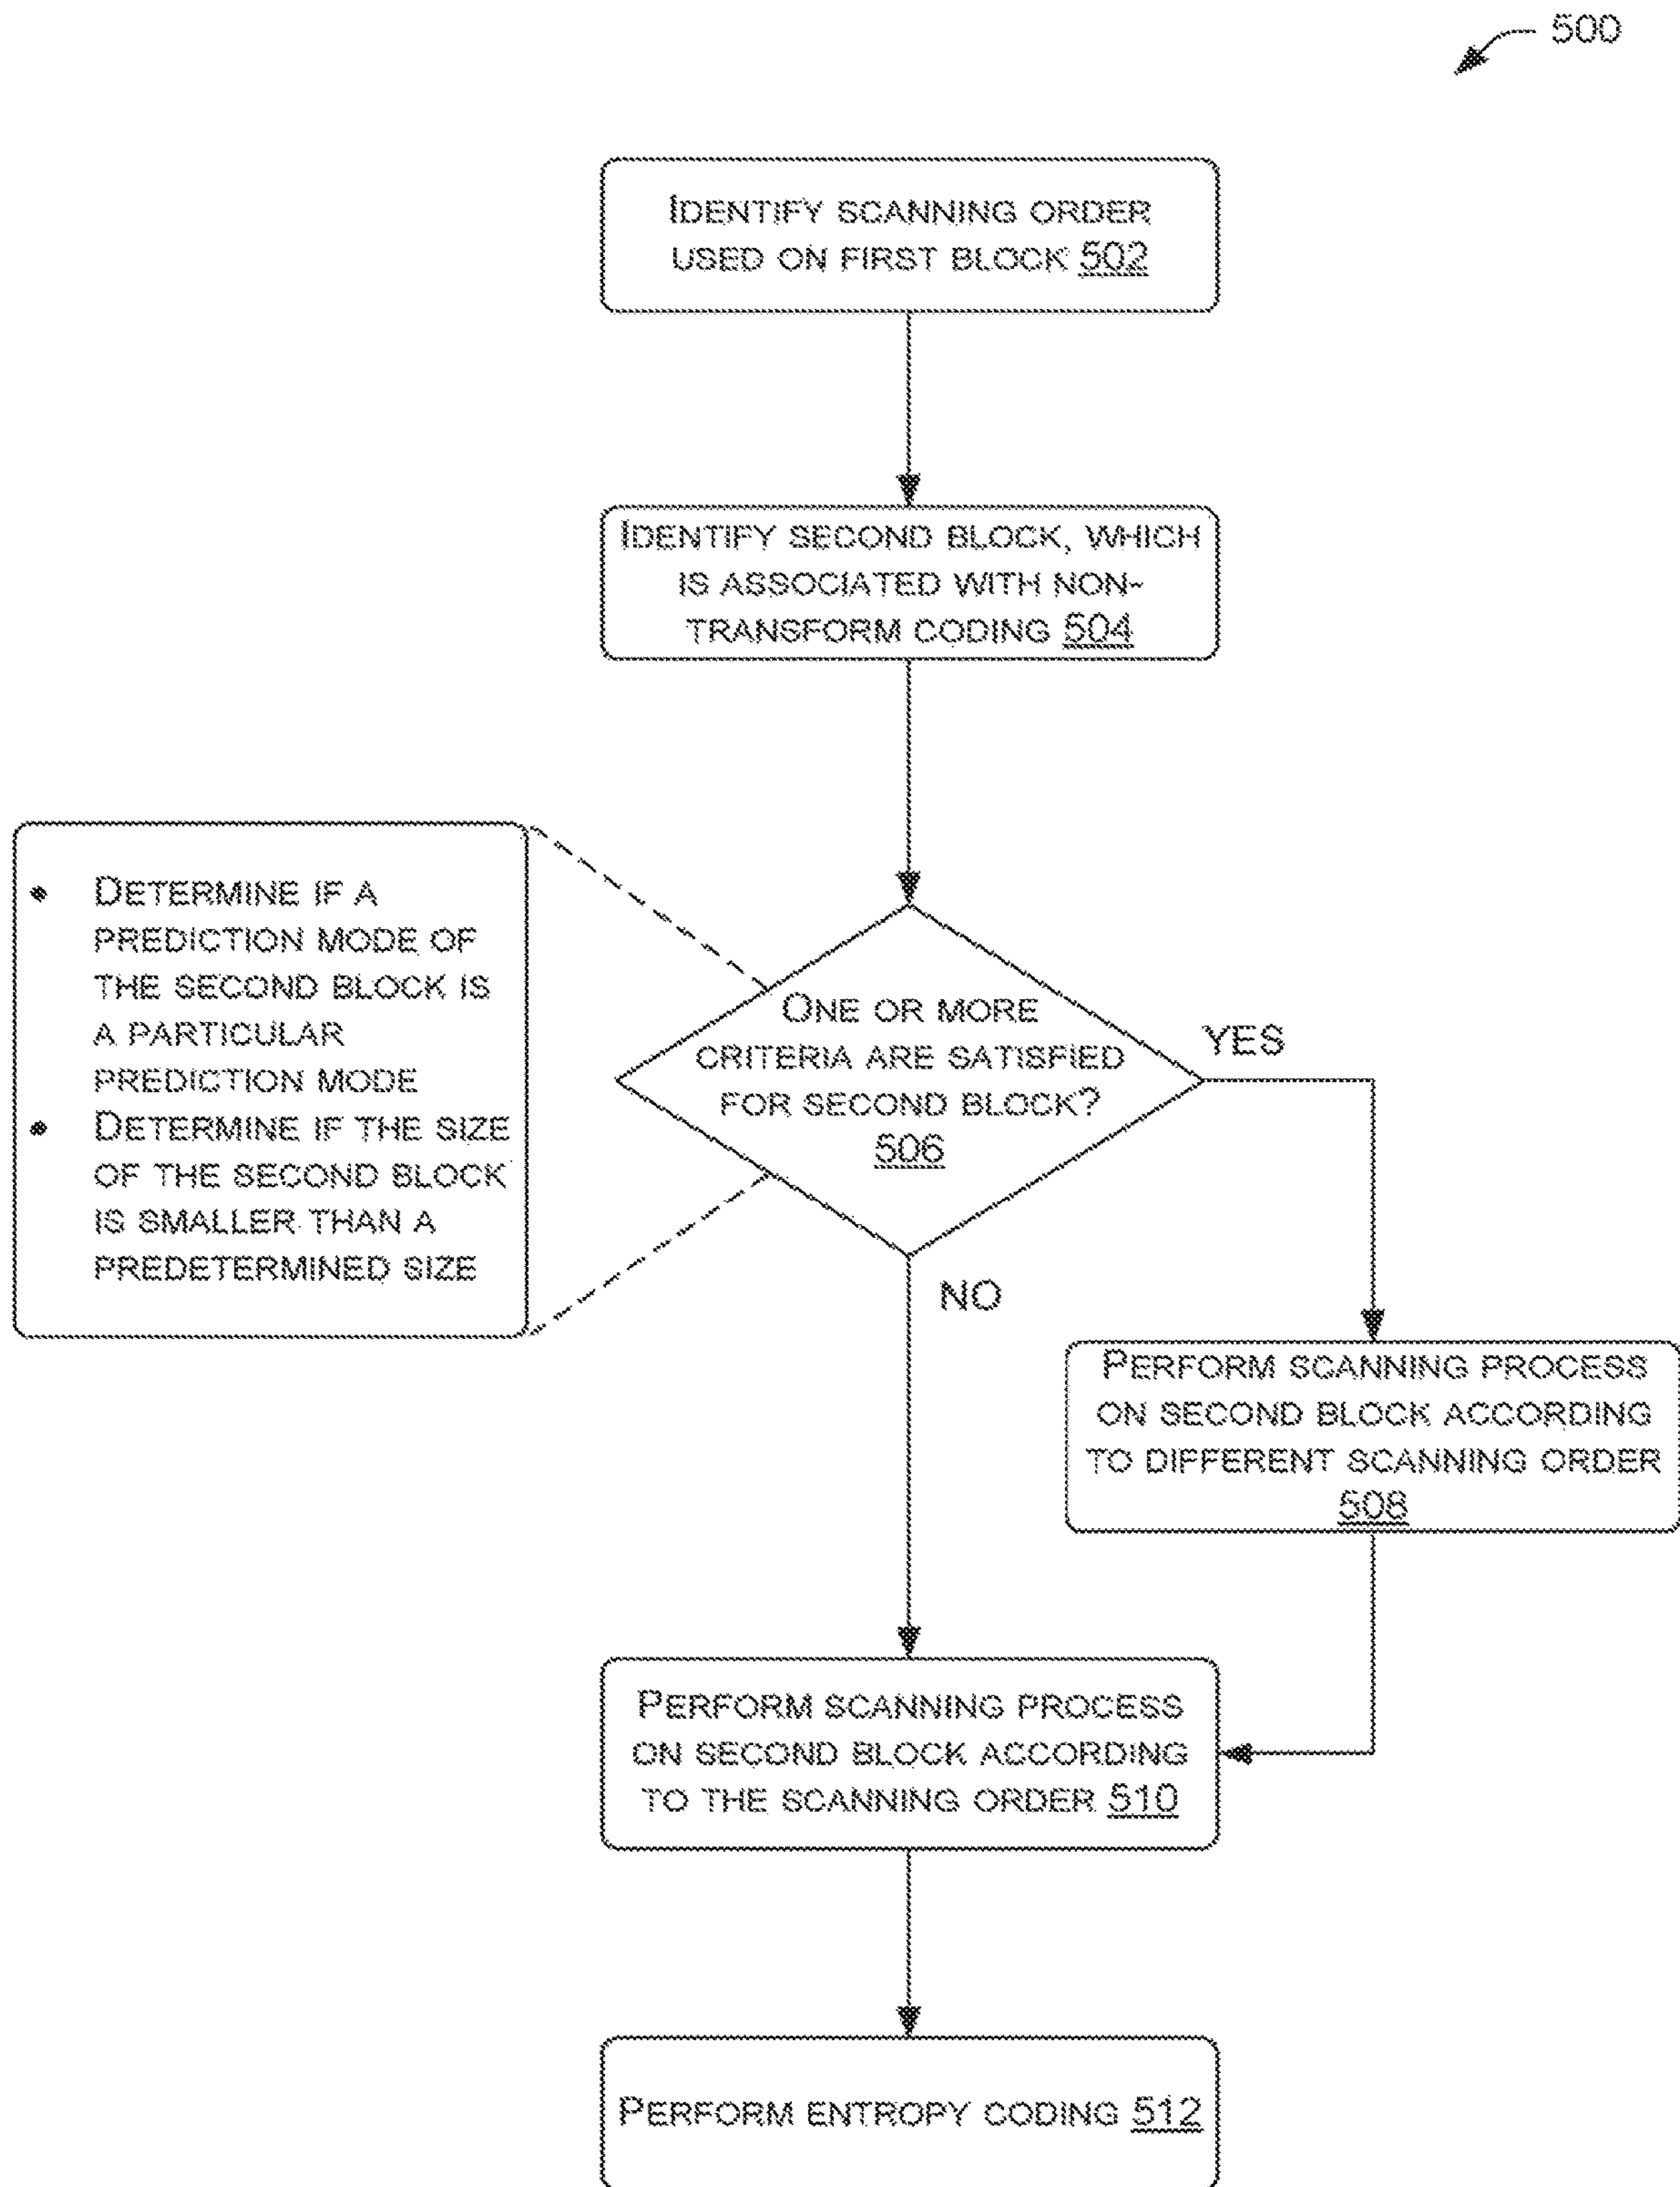 500
IDENTIFY SCANNING ORDER
USED ON FIRST BLOCK 502
IDENTIFY SECOND BLOCK, WHICH
IS ASSOCIATED WITH NON-
TRANSFORM CODING 504
• DETERMINE IF A
PREDICTION MODE OF
THE SECOND BLOCK IS
A PARTICULAR
PREDICTION MODE
• DETERMINE IF THE SIZE
OF THE SECOND BLOCK
IS SMALLER THAN A
PREDETERMINED SIZE
ONE OR MORE
CRITERIA ARE SATISFIED
FOR SECOND BLOCK?
506
YES
NO
PERFORM SCANNING PROCESS
ON SECOND BLOCK ACCORDING
TO DIFFERENT SCANNING ORDER
508
PERFORM SCANNING PROCESS
ON SECOND BLOCK ACCORDING
TO THE SCANNING ORDER 510
PERFORM ENTROPY CODING 512